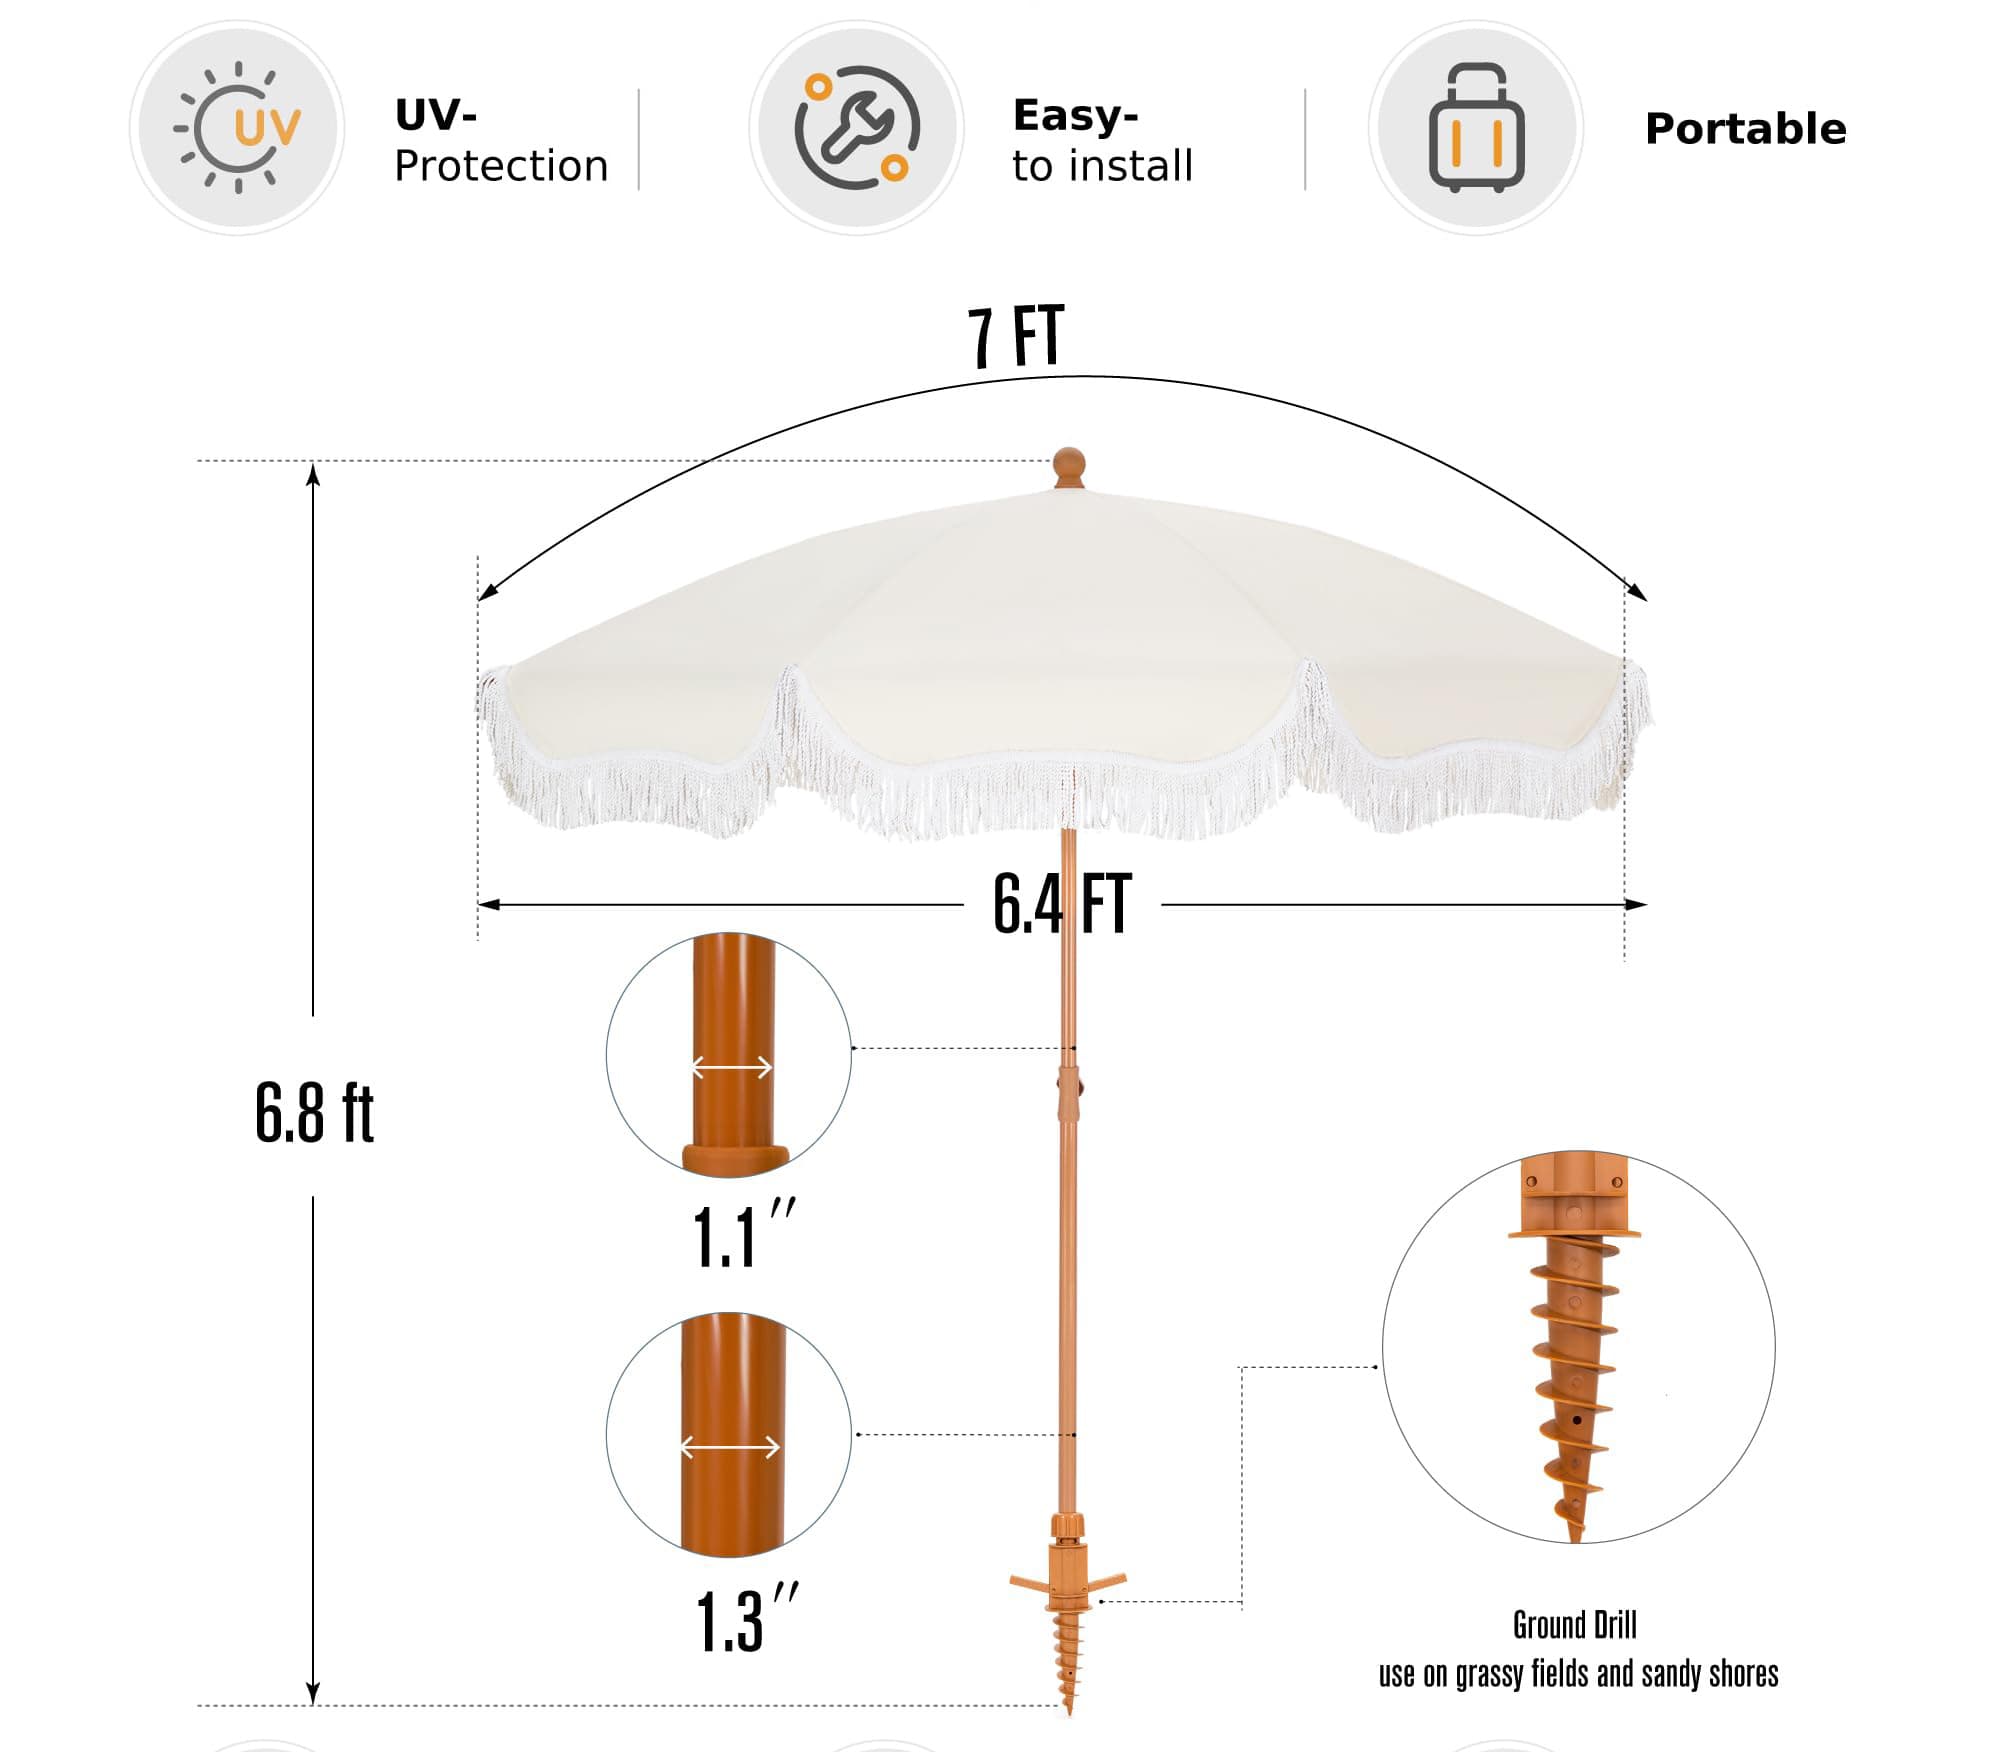 UV
UV-
Protection
Easy-
to install
Portable
7 FT
6.4 FT
6.8 ft
1.1″
1.3″
Ground Drill
use on grassy fields and sandy shores